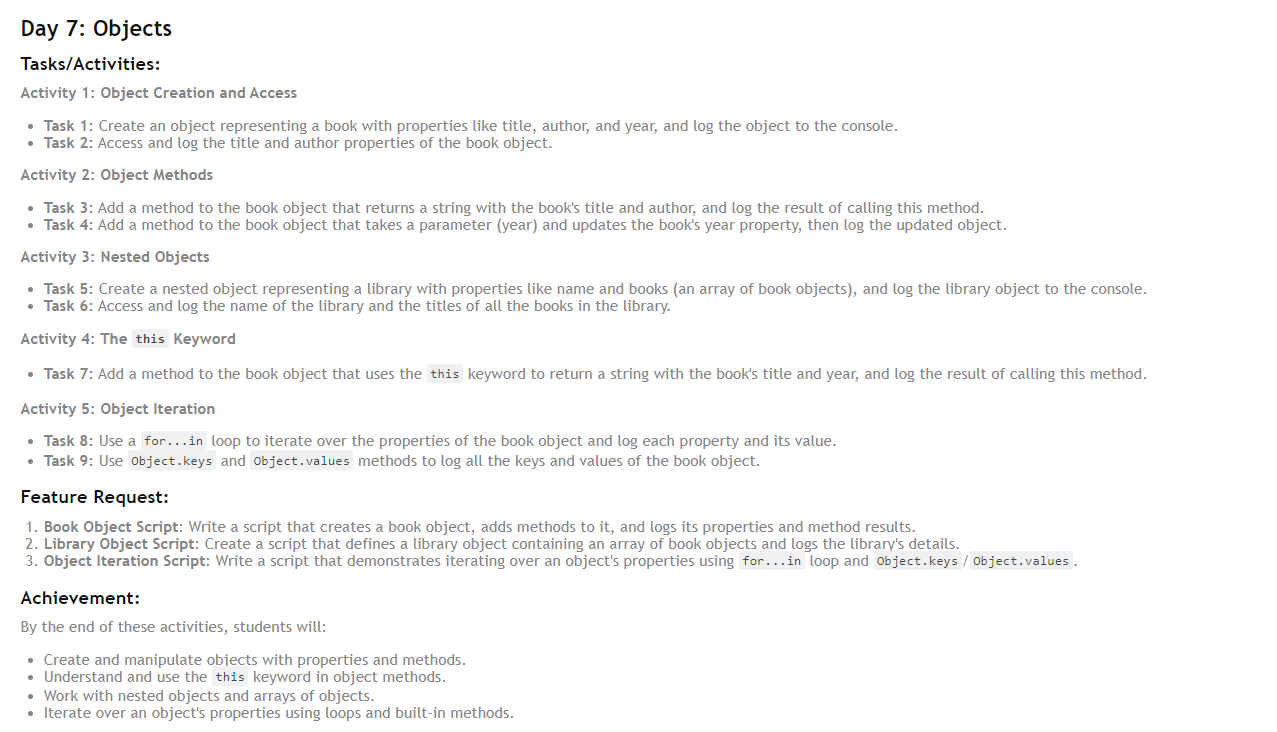 Day 7: Objects
Tasks/Activities:
Activity 1: Object Creation and Access
• Task 1: Create an object representing a book with properties like title, author, and year, and log the object to the console.
• Task 2: Access and log the title and author properties of the book object.
Activity 2: Object Methods
• Task 3: Add a method to the book object that returns a string with the book's title and author, and log the result of calling this method.
• Task 4: Add a method to the book object that takes a parameter (year) and updates the book's year property, then log the updated object.
Activity 3: Nested Objects
• Task 5: Create a nested object representing a library with properties like name and books (an array of book objects), and log the library object to the console.
• Task 6: Access and log the name of the library and the titles of all the books in the library.
Activity 4: The this Keyword
• Task 7: Add a method to the book object that uses the this keyword to return a string with the book's title and year, and log the result of calling this method.
Activity 5: Object Iteration
• Task 8: Use a for...in loop to iterate over the properties of the book object and log each property and its value.
• Task 9: Use Object.keys and Object.values methods to log all the keys and values of the book object.
Feature Request:
1. Book Object Script: Write a script that creates a book object, adds methods to it, and logs its properties and method results.
2. Library Object Script: Create a script that defines a library object containing an array of book objects and logs the library's details.
3. Object Iteration Script: Write a script that demonstrates iterating over an object's properties using for...in loop and Object.keys/Object.values.
Achievement:
By the end of these activities, students will:
• Create and manipulate objects with properties and methods.
• Understand and use the this keyword in object methods.
• Work with nested objects and arrays of objects.
• Iterate over an object's properties using loops and built-in methods.